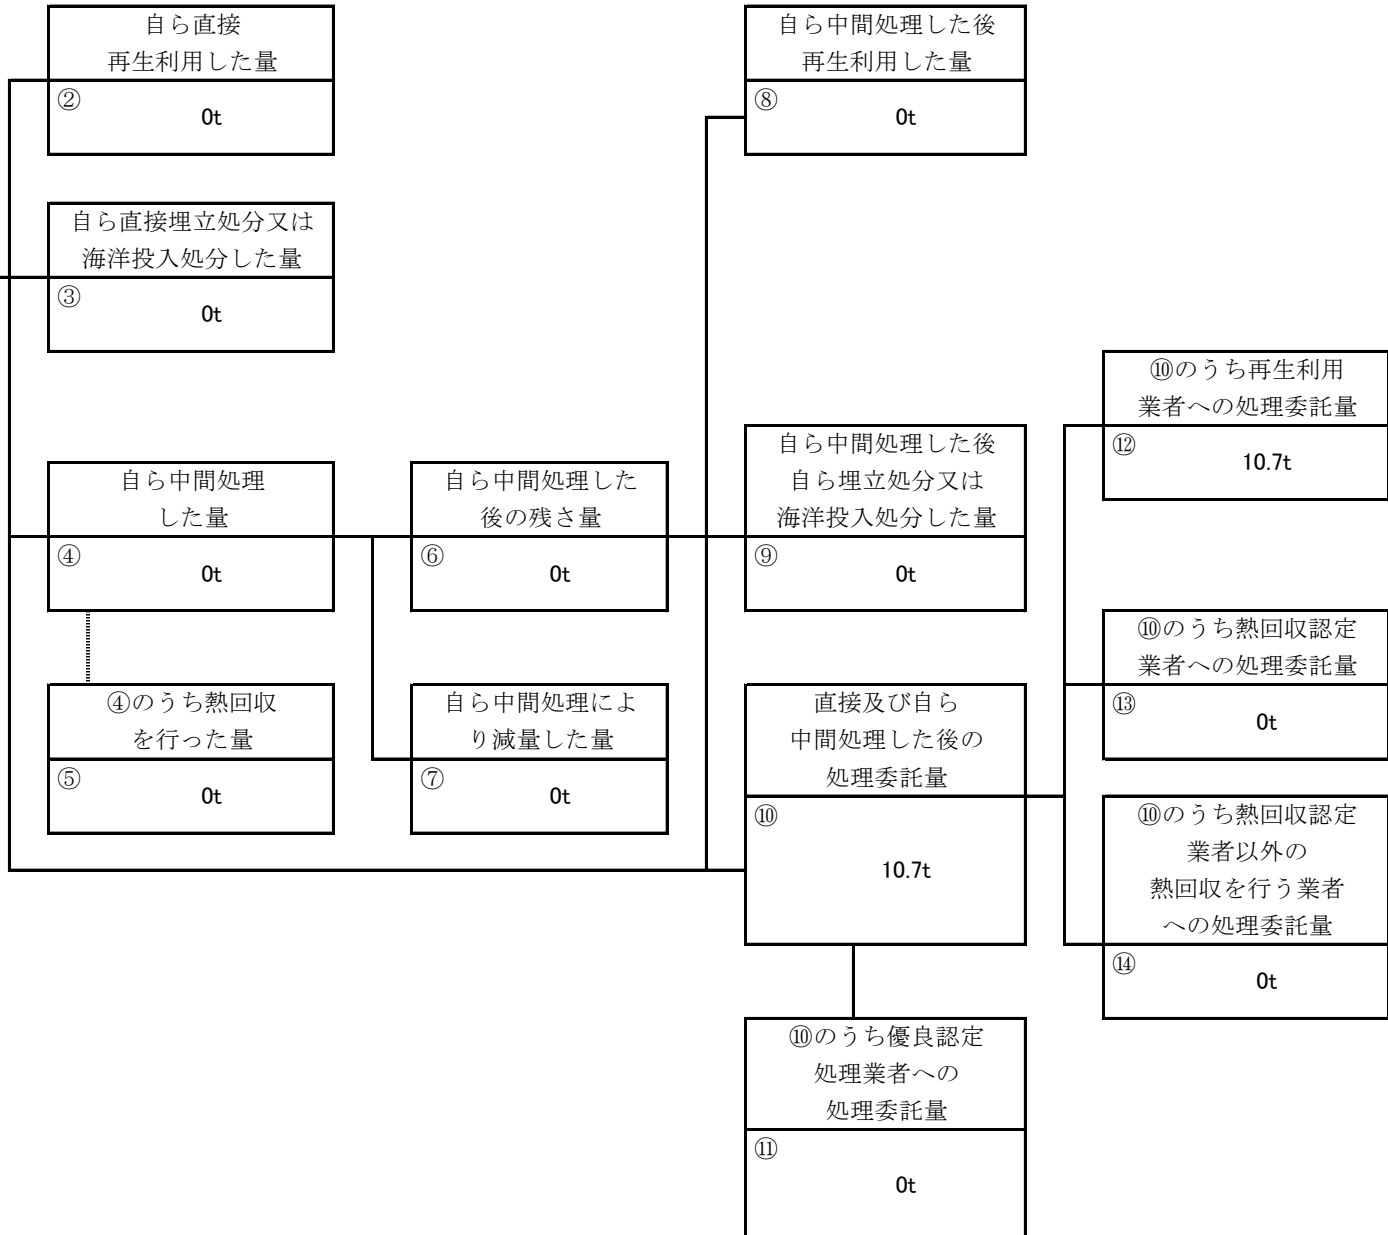 自ら直接
再生利用した量
②
0t
自ら中間処理した後
再生利用した量
⑧
0t
自ら直接埋立処分又は
海洋投入処分した量
③
0t
⑩のうち再生利用
業者への処理委託量
⑫
10.7t
自ら中間処理
した量
④
0t
自ら中間処理した
後の残さ量
⑥
0t
自ら中間処理した後
自ら埋立処分又は
海洋投入処分した量
⑨
0t
⑩のうち熱回収認定
業者への処理委託量
⑬
0t
④のうち熱回収
を行った量
⑤
0t
自ら中間処理によ
り減量した量
⑦
0t
直接及び自ら
中間処理した後の
処理委託量
⑩
10.7t
⑩のうち熱回収認定
業者以外の
熱回収を行う業者
への処理委託量
⑭
0t
⑩のうち優良認定
処理業者への
処理委託量
⑪
0t